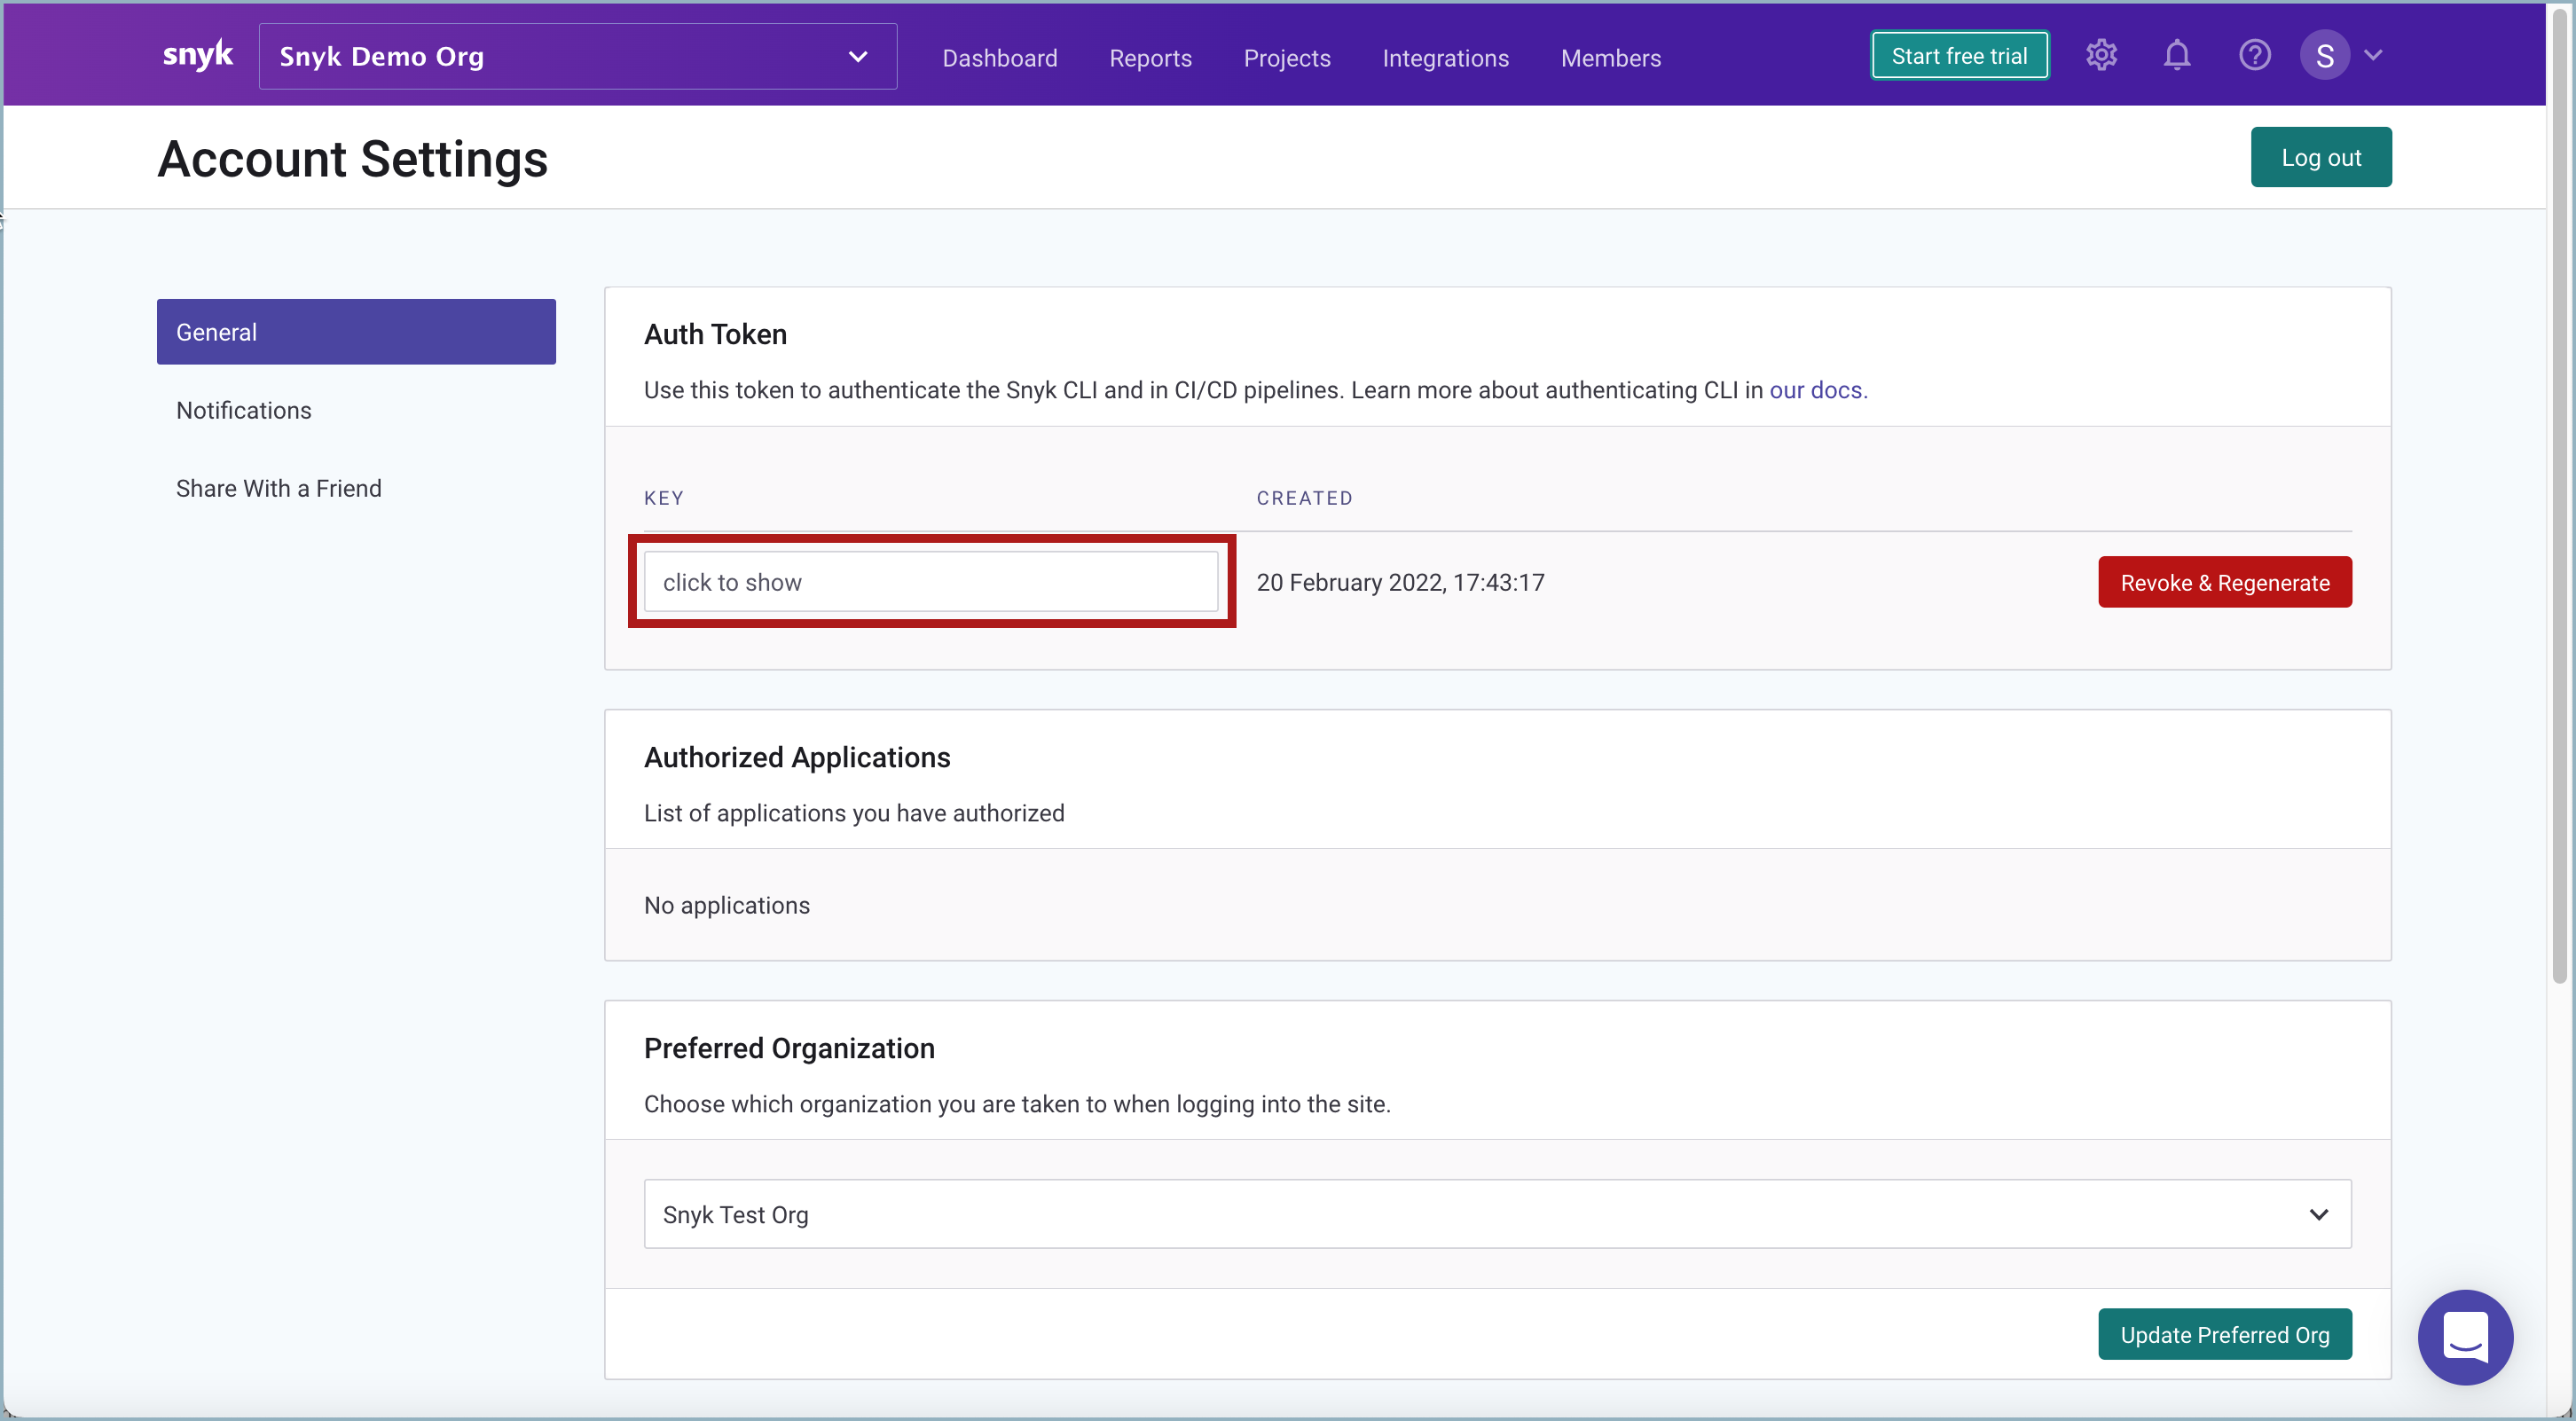 snyk
Snyk Demo Org
Dashboard
Reports
Projects
Integrations
Members
Start free trial
S
Account Settings
Log out
General
Notifications
Share With a Friend
Auth Token
Use this token to authenticate the Snyk CLI and in CI/CD pipelines. Learn more about authenticating CLI in our docs.
KEY
CREATED
click to show
20 February 2022, 17:43:17
Revoke & Regenerate
Authorized Applications
List of applications you have authorized
No applications
Preferred Organization
Choose which organization you are taken to when logging into the site.
Snyk Test Org
Update Preferred Org